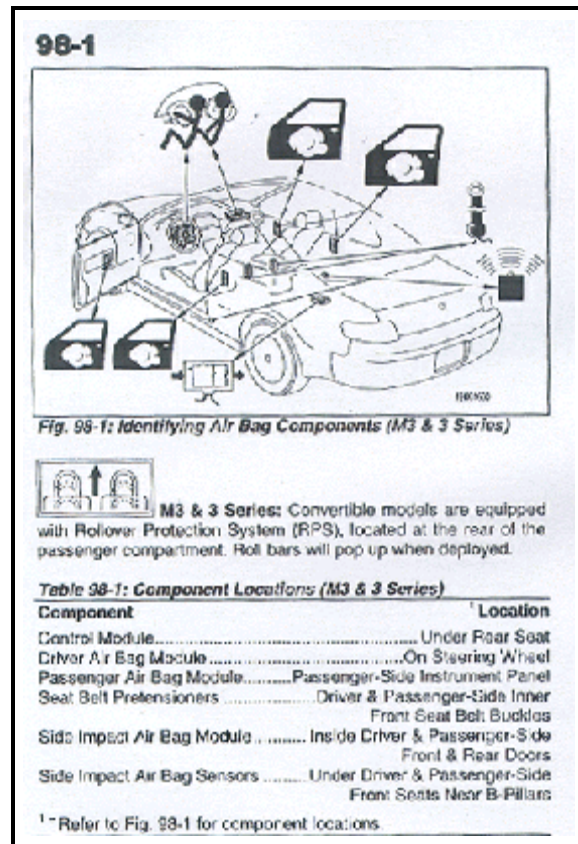 98-1
Fig. 98-1: Identifying Air Bag Components (M3 & 3 Series)
M3 & 3 Series: Convertible models are equipped
with Rollover Protection System (RPS), located at the rear of the
passenger compartment. Roll bars will pop up when deployed.
Table 98-1: Component Locations (M3 & 3 Series)
Component 1 Location
Control Module.......................................................Under Rear Seat
Driver Air Bag Module........................................On Steering Wheel
Passenger Air Bag Module..........Passenger-Side Instrument Panel
Seat Belt Pretensioners ...................Driver & Passenger-Side Inner
Front Seat Belt Buckles
Side Impact Air Bag Module........... Inside Driver & Passenger-Side
Front & Rear Doors
Side Impact Air Bag Sensors .........Under Driver & Passenger-Side
Front Seats Near B-Pillars
1 - Refer to Fig. 98-1 for component locations.